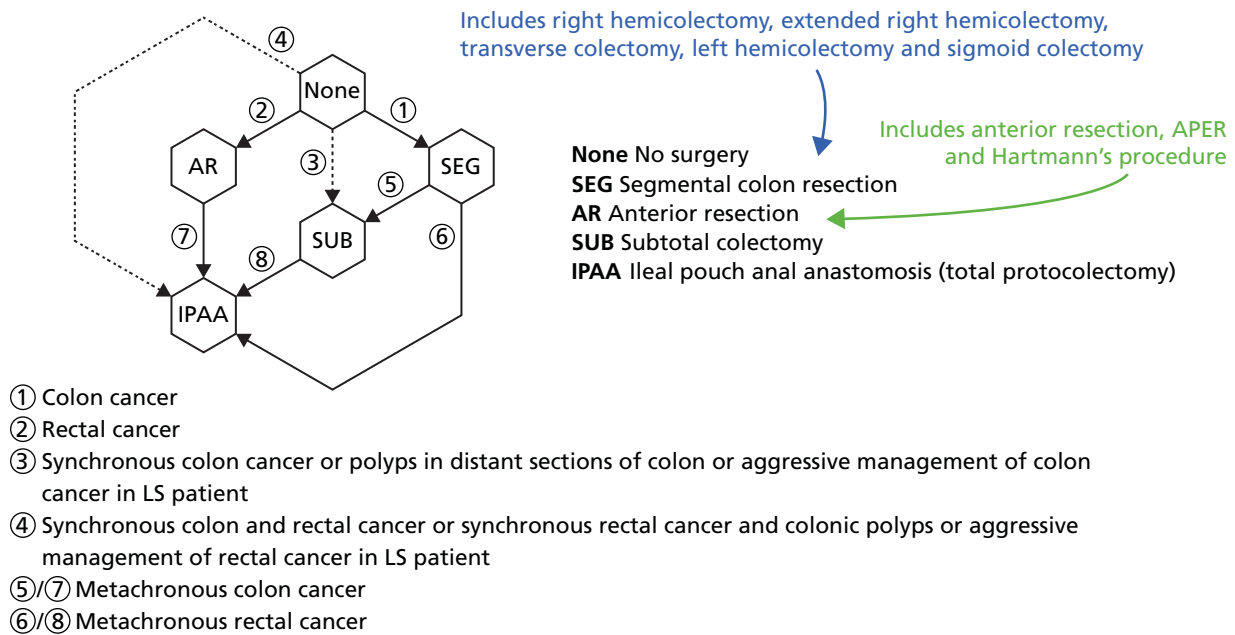 Includes right hemicolectomy, extended right hemicolectomy,
transverse colectomy, left hemicolectomy and sigmoid colectomy
④
None
②
①
Includes anterior resection, APER
and Hartmann's procedure
AR
③
SEG
⑤
None No surgery
SEG Segmental colon resection
AR Anterior resection
SUB Subtotal colectomy
IPAA Ileal pouch anal anastomosis (total protocolectomy)
⑦
SUB
⑥
⑧
IPAA
① Colon cancer
② Rectal cancer
③ Synchronous colon cancer or polyps in distant sections of colon or aggressive management of colon
cancer in LS patient
④ Synchronous colon and rectal cancer or synchronous rectal cancer and colonic polyps or aggressive
management of rectal cancer in LS patient
⑤/⑦ Metachronous colon cancer
⑥/⑧ Metachronous rectal cancer